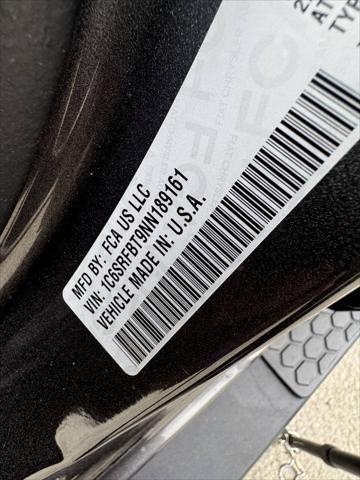 MFD BY: FCA US LLC
VIN: 1C6SRFBT9NN189161
VEHICLE MADE IN: U.S.A.